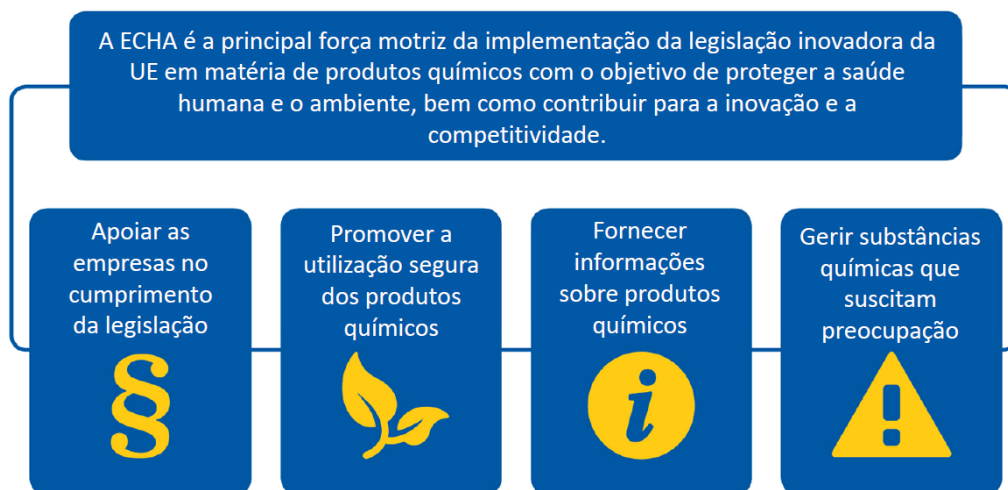 A ECHA é a principal força motriz da implementação da legislação inovadora da
UE em matéria de produtos químicos com o objetivo de proteger a saúde
humana e o ambiente, bem como contribuir para a inovação e a
competitividade.
Apoiar as
empresas no
cumprimento
da legislação
§
Promover a
utilização segura
dos produtos
químicos
Fornecer
informações
sobre produtos
químicos
i
Gerir substâncias
químicas que
suscitam
preocupação
!